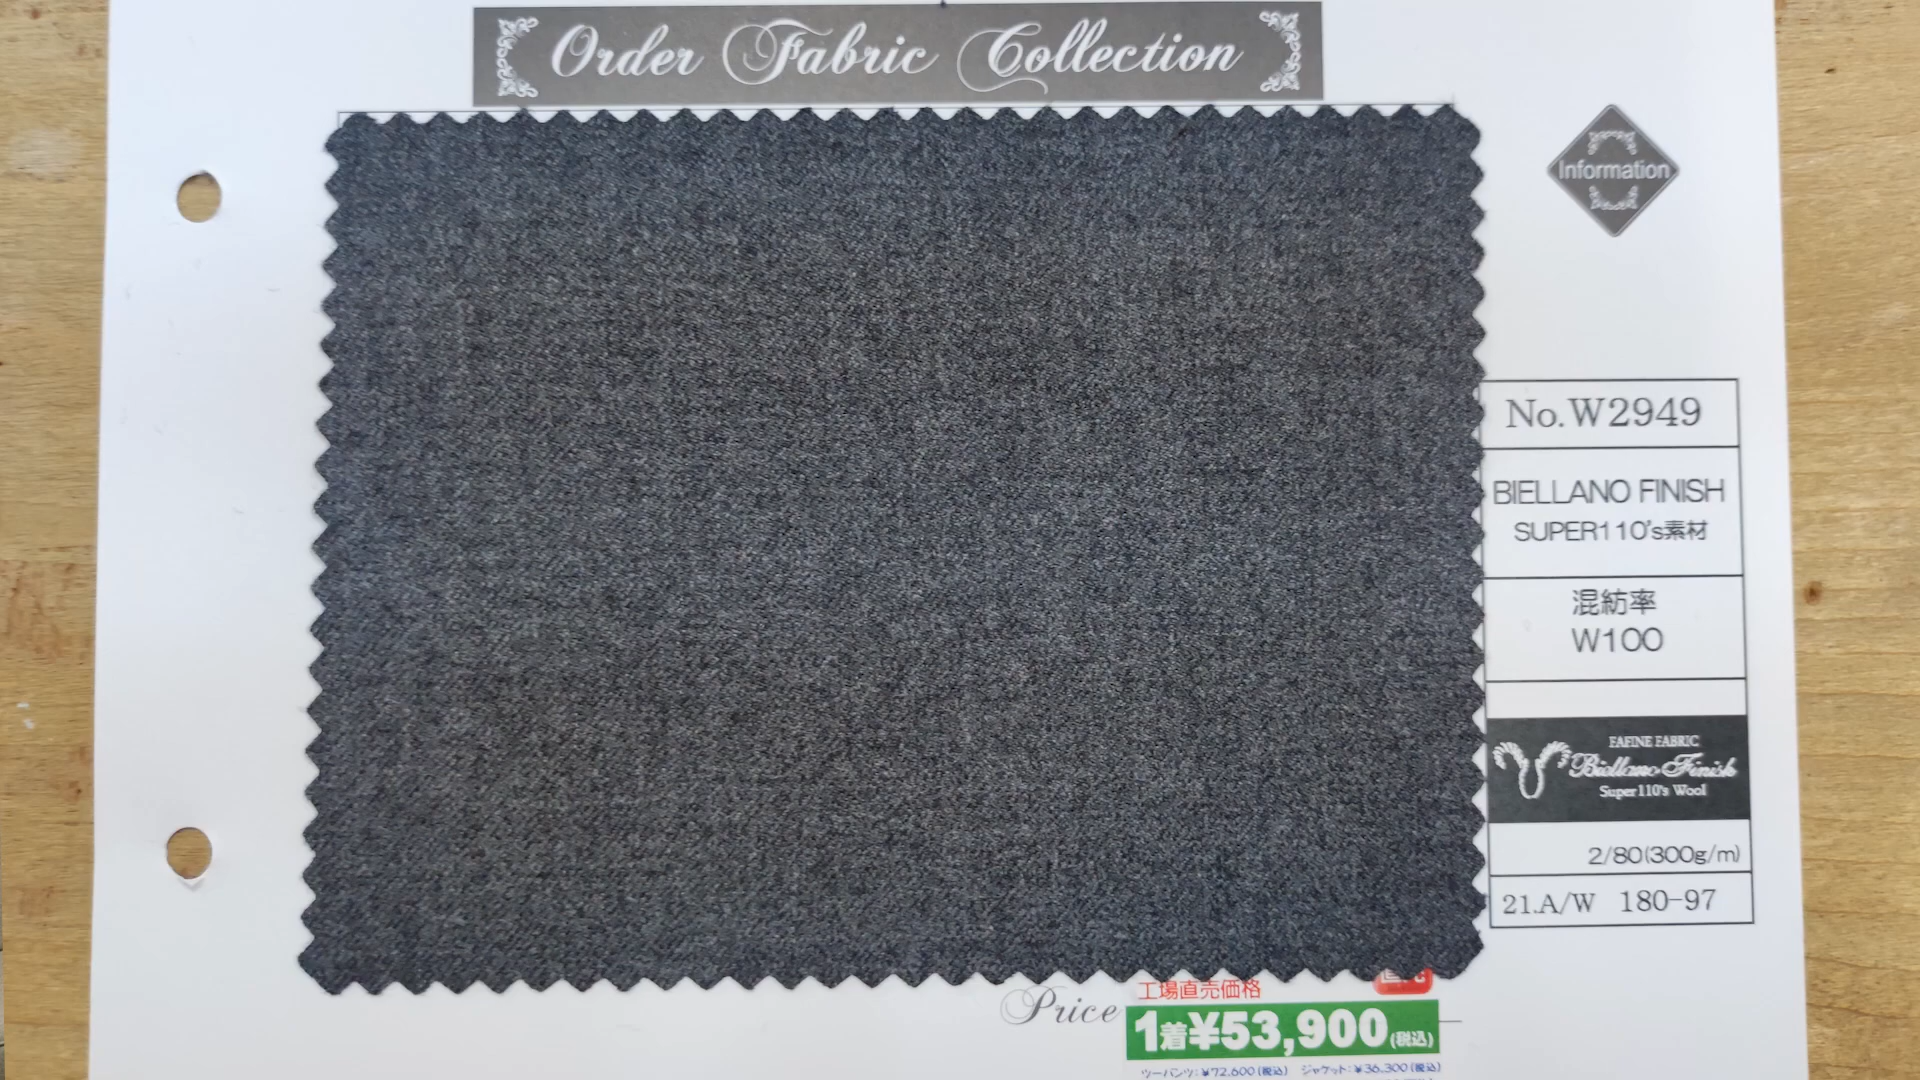 Order Fabric Collection
Information
No.W2949
BIELLANO FINISH
SUPER110's素材
混紡率
W100
FAFINE FABRIC
Biellano Finish
Super110's Wool
2/80(300g/m)
21.A/W 180-97
Price
工場直売価格
1着¥53,900(税込)
ツーパンツ:¥72,600(税込) ジャケット:¥36,300(税込)